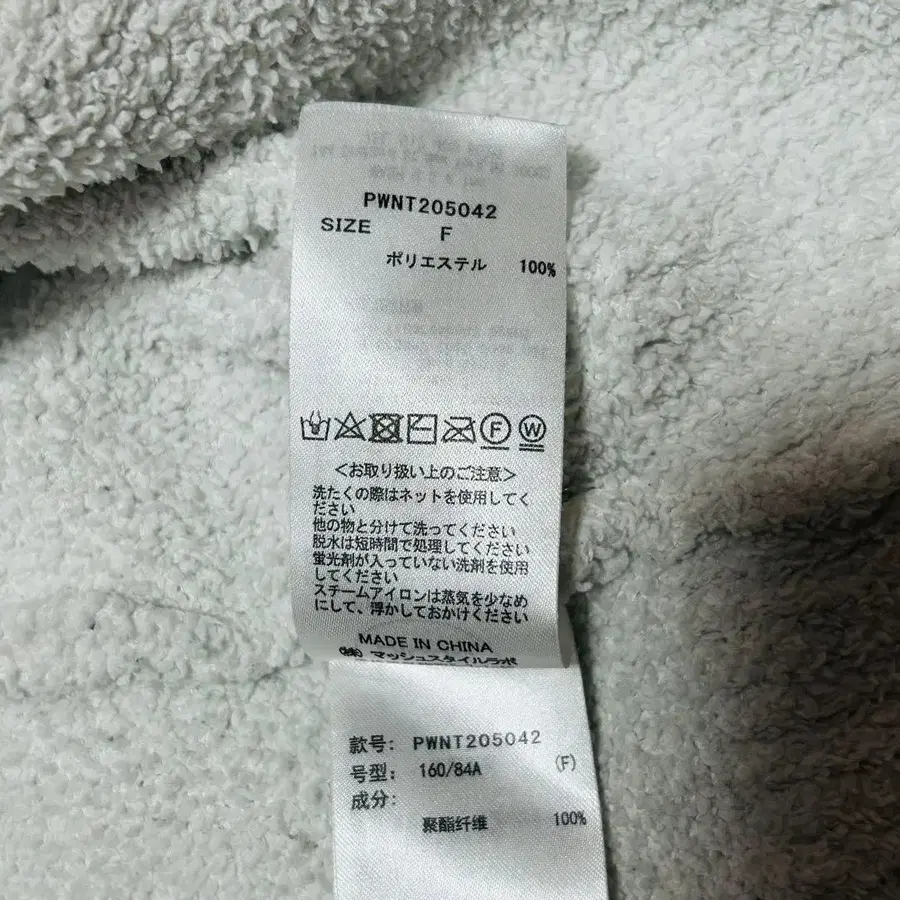 PWNT205042
SIZE F
ポリエステル 100%
F W
<お取り扱い上のご注意>
洗たくの際はネットを使用してく
ださい
他の物と分けて洗ってください
脱水は短時間で処理してください
蛍光剤が入っていない洗剤を使用
してください
スチームアイロンは蒸気を少なめ
にして、浮かしておかけください
MADE IN CHINA
㈱ マッシュスタイルラボ
款号: PWNT205042
号型: 160/84A (F)
成分:
聚酯纤维 100%